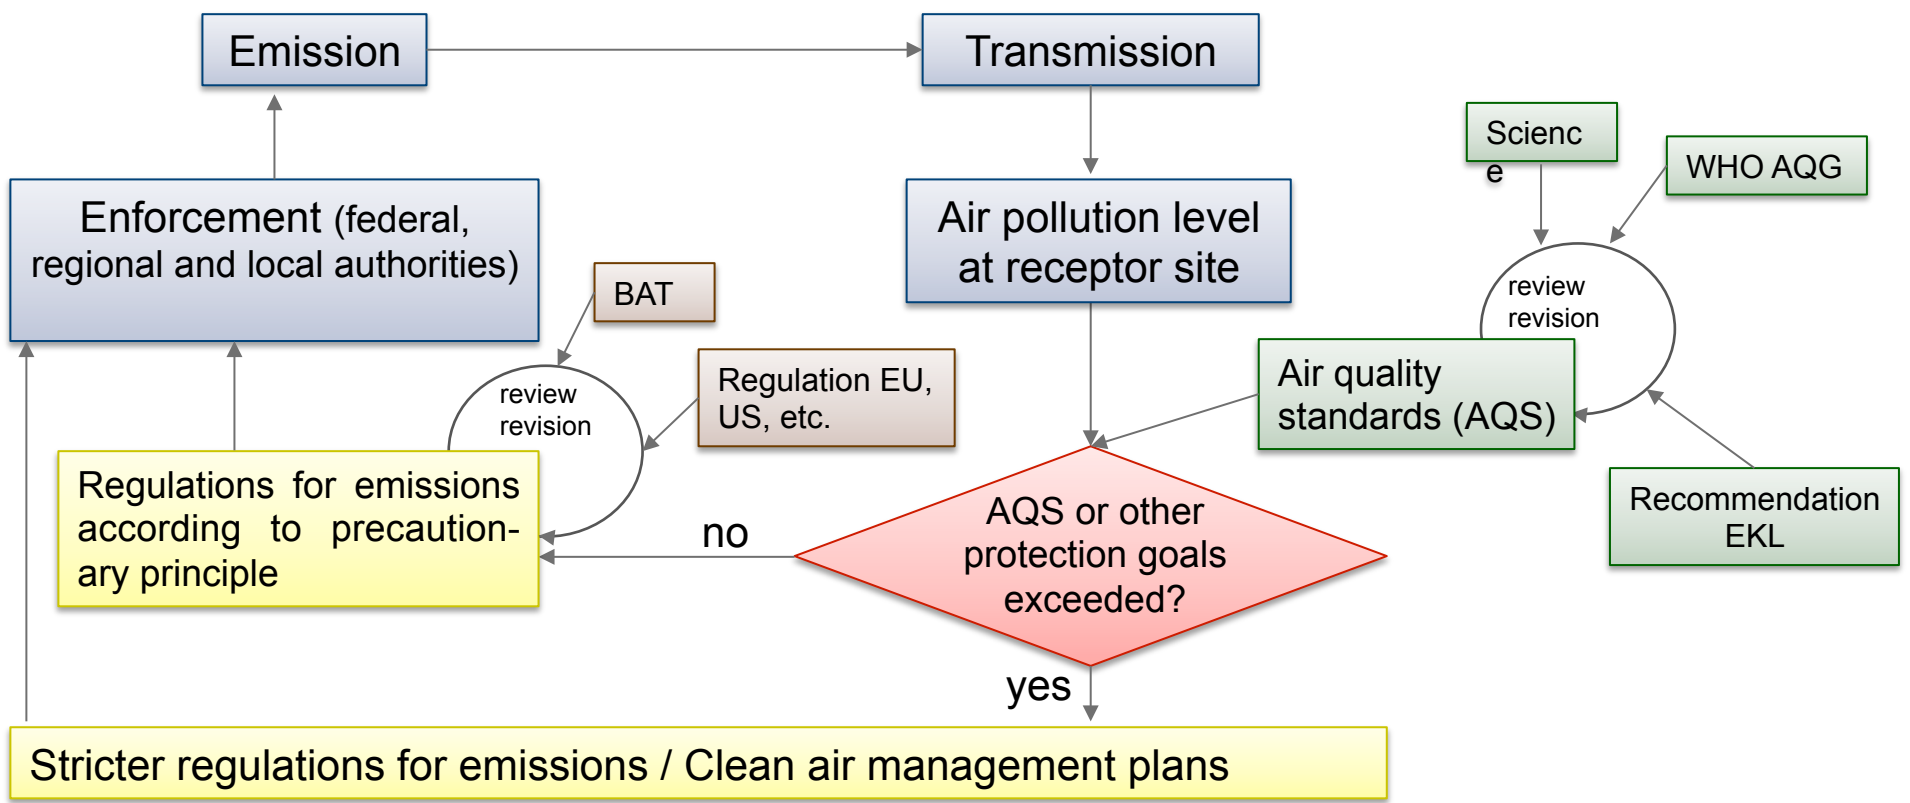 Emission
Transmission
Scienc
e
WHO AQG
Enforcement (federal,
regional and local authorities)
Air pollution level
at receptor site
BAT
review
revision
Regulation EU,
US, etc.
review
revision
Air quality
standards (AQS)
Regulations for emissions
according to precaution-
ary principle
no
AQS or other
protection goals
exceeded?
Recommendation
EKL
yes
Stricter regulations for emissions / Clean air management plans